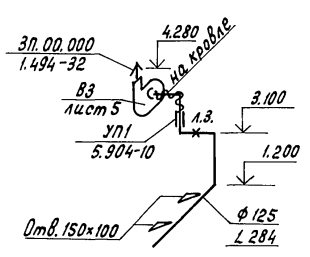 ЗП.00.000
1.494-32
4.280
на кровле
В3
лист 5
УП1
5.904-10
Л.З.
3.100
1.200
Отв. 150×100
Ф 125
L 284